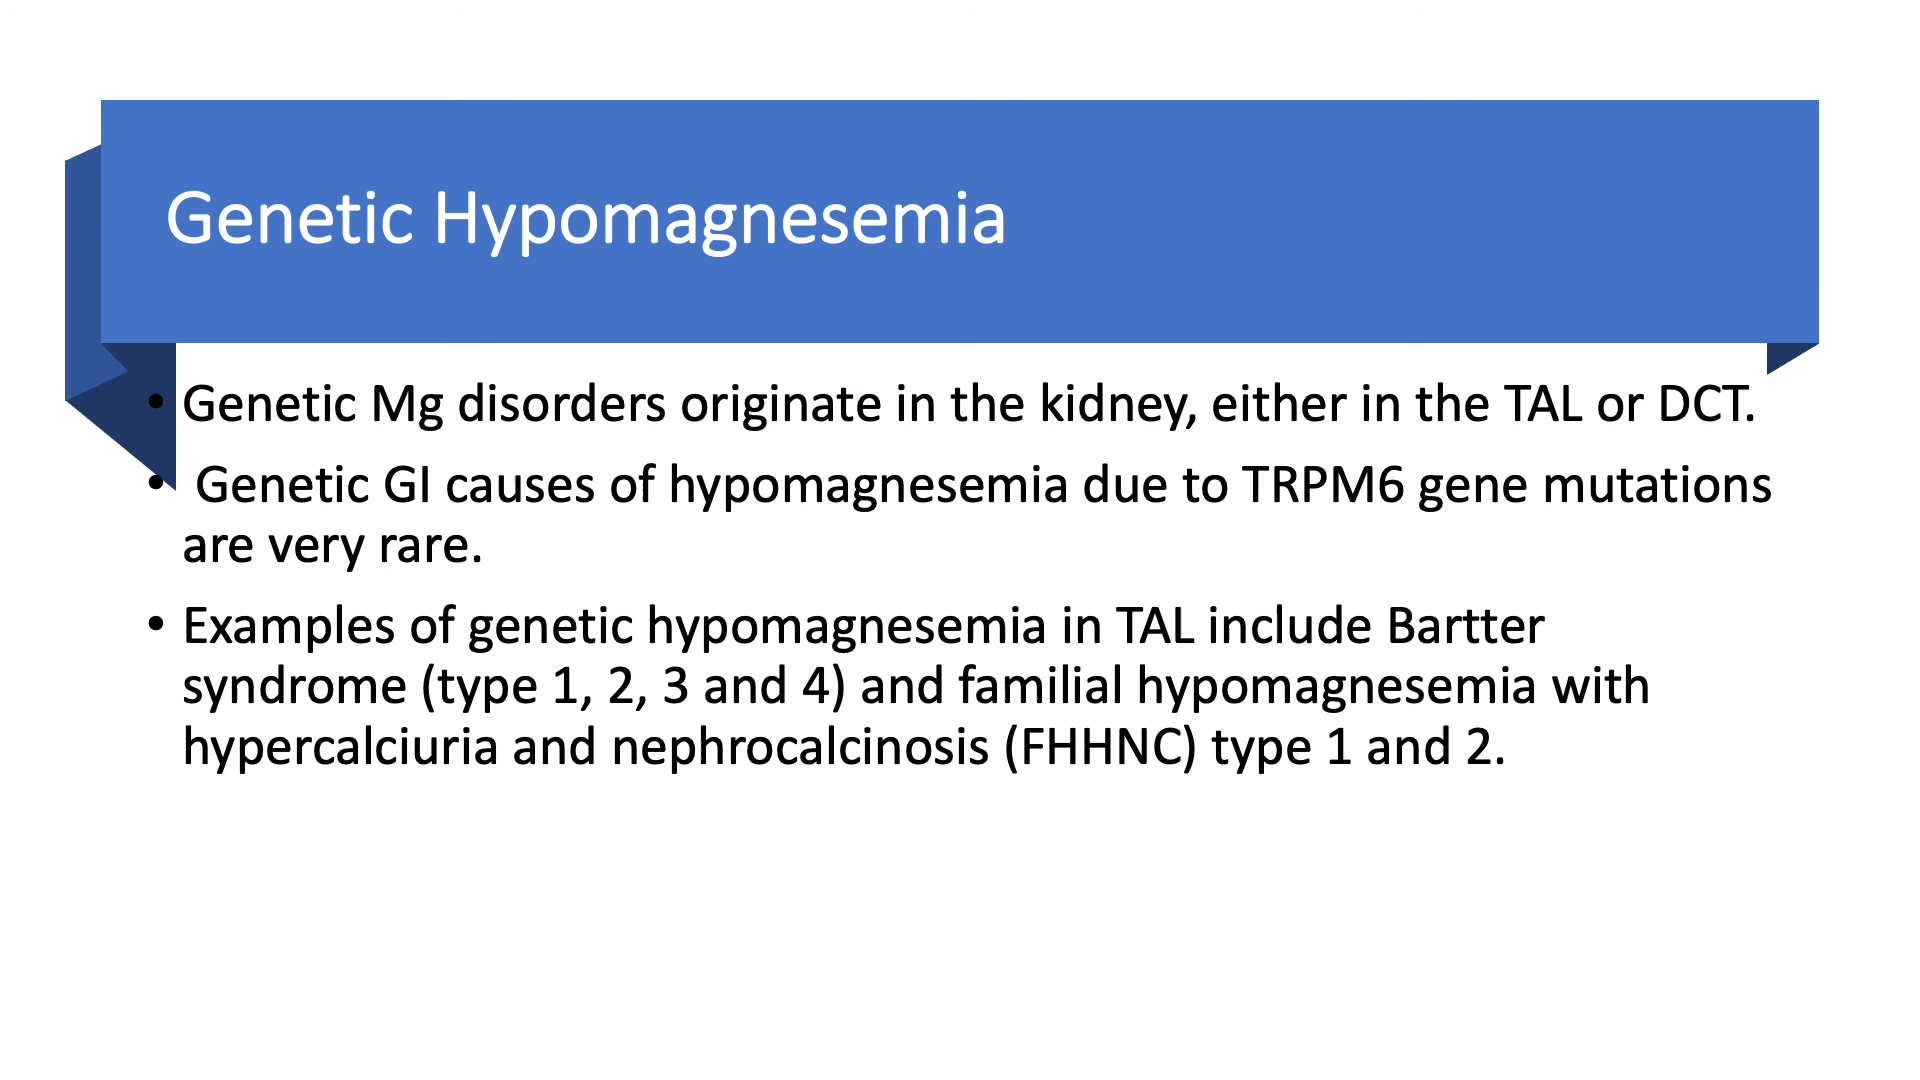 Genetic Hypomagnesemia
• Genetic Mg disorders originate in the kidney, either in the TAL or DCT.
• Genetic GI causes of hypomagnesemia due to TRPM6 gene mutations
are very rare.
• Examples of genetic hypomagnesemia in TAL include Bartter
syndrome (type 1, 2, 3 and 4) and familial hypomagnesemia with
hypercalciuria and nephrocalcinosis (FHHNC) type 1 and 2.